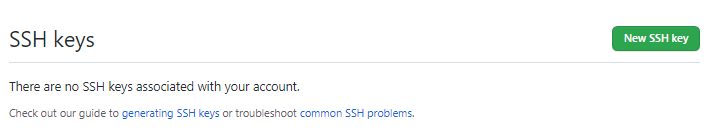 SSH keys
New SSH key
There are no SSH keys associated with your account.
Check out our guide to generating SSH keys or troubleshoot common SSH problems.